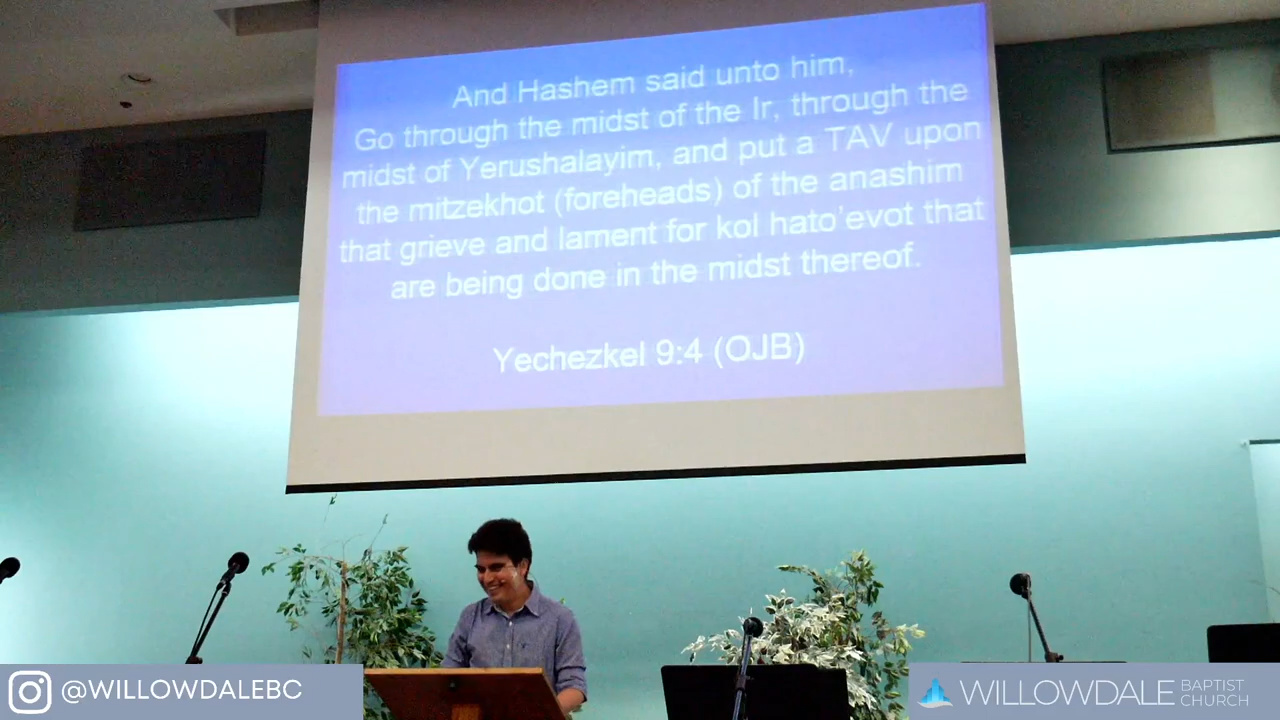 And Hashem said unto him,
Go through the midst of the Ir, through the
midst of Yerushalayim, and put a TAV upon
the mitzekhot (foreheads) of the anashim
that grieve and lament for kol hato'evot that
are being done in the midst thereof.
Yechezkel 9:4 (OJB)
@WILLOWDALEBC
WILLOWDALE BAPTIST
CHURCH